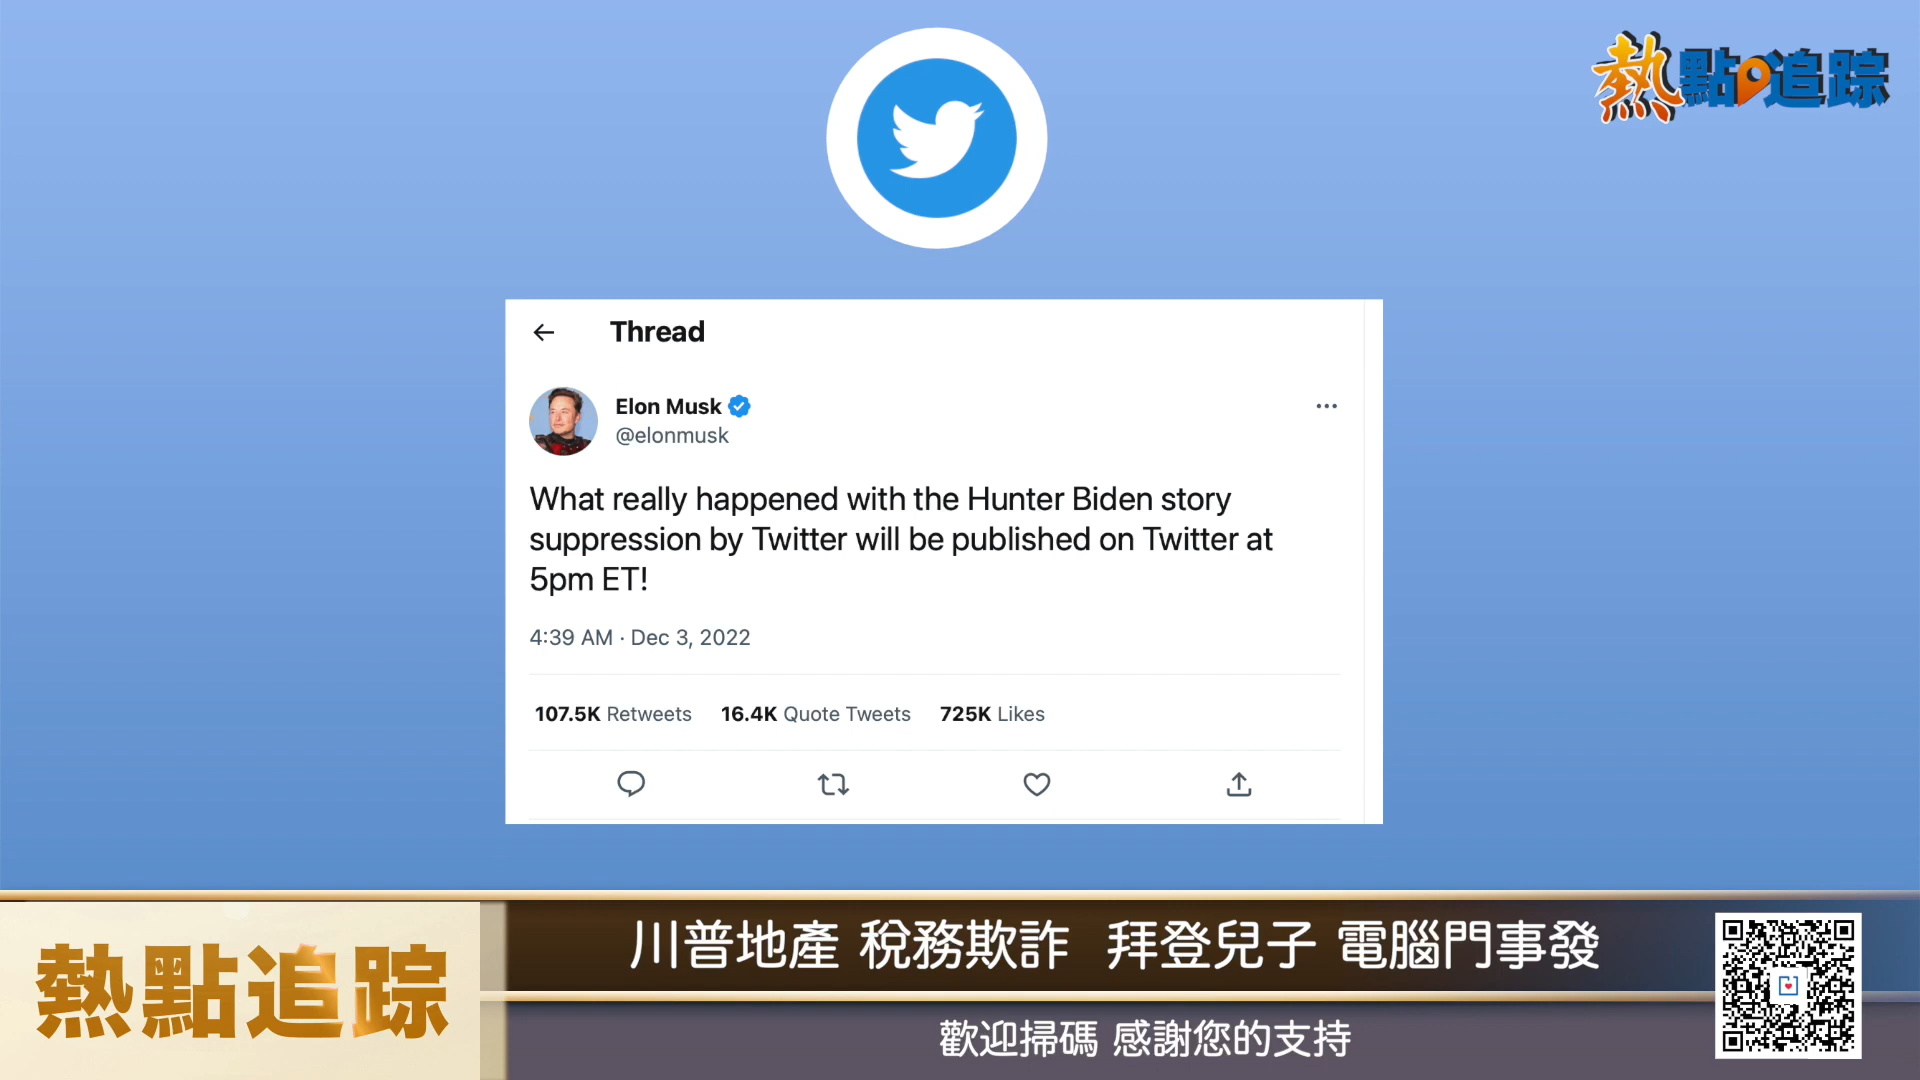 熱點追踪
Thread
Elon Musk
@elonmusk
What really happened with the Hunter Biden story
suppression by Twitter will be published on Twitter at
5pm ET!
4:39 AM · Dec 3, 2022
107.5K Retweets 16.4K Quote Tweets 725K Likes
川普地產 稅務欺詐 拜登兒子 電腦門事發
熱點追踪
歡迎掃碼 感謝您的支持